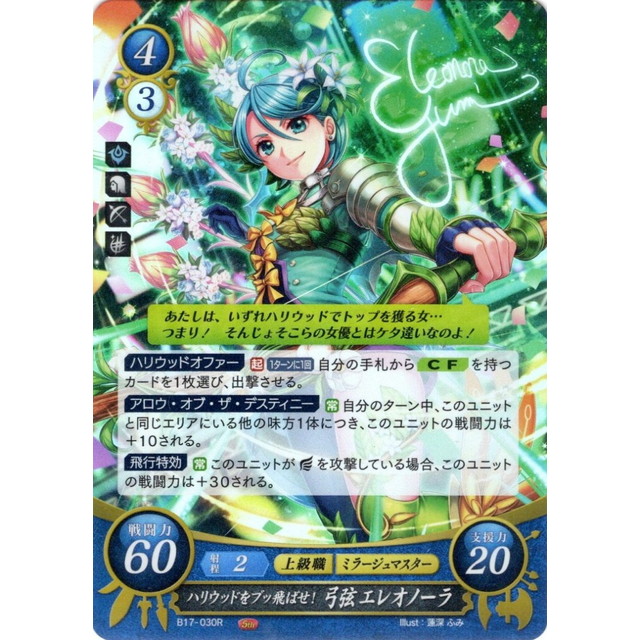 4
3
Eleonora
Yumi
あたしは、いずれハリウッドでトップを獲る女…
つまり! そんじょそこらの女優とはケタ違いなのよ!
ハリウッドオファー 起 1ターンに1回 自分の手札から CF を持つ
カードを1枚選び、出撃させる。
アロウ・オブ・ザ・デスティニー 常 自分のターン中、このユニット
と同じエリアにいる他の味方1体につき、このユニットの戦闘力は
+10される。
飛行特効 常 このユニットが を攻撃している場合、このユニット
の戦闘力は+30される。
戦闘力
60
射程 2
上級職
ミラージュマスター
支援力
20
ハリウッドをブッ飛ばせ! 弓弦エレオノーラ
B17-030R
Illust:蓮深 ふみ